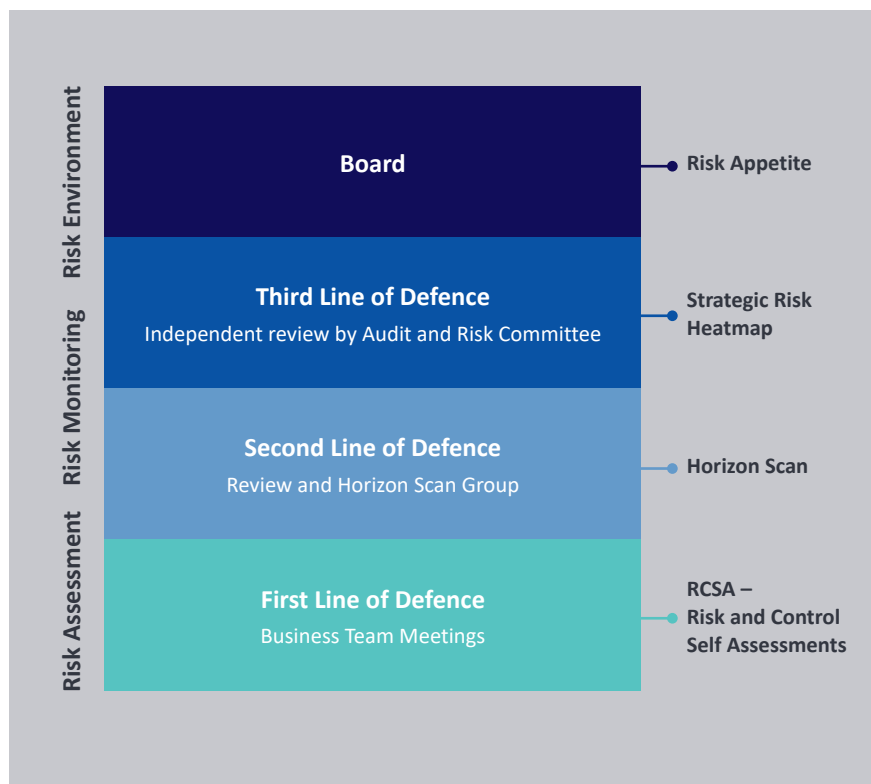 Risk Environment
Risk Monitoring
Risk Assessment
Board
Risk Appetite
Third Line of Defence
Independent review by Audit and Risk Committee
Strategic Risk
Heatmap
Second Line of Defence
Review and Horizon Scan Group
Horizon Scan
First Line of Defence
Business Team Meetings
RCSA –
Risk and Control
Self Assessments